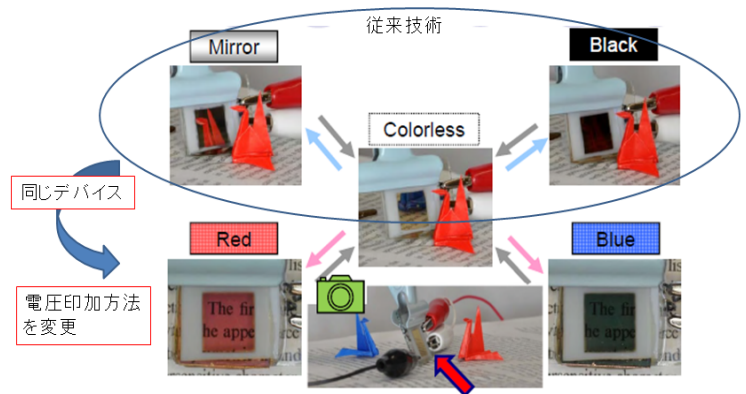 従来技術
Mirror
Black
Colorless
同じデバイス
Red
Blue
電圧印加方法
を変更
The fir
he appe
The fir
he appe